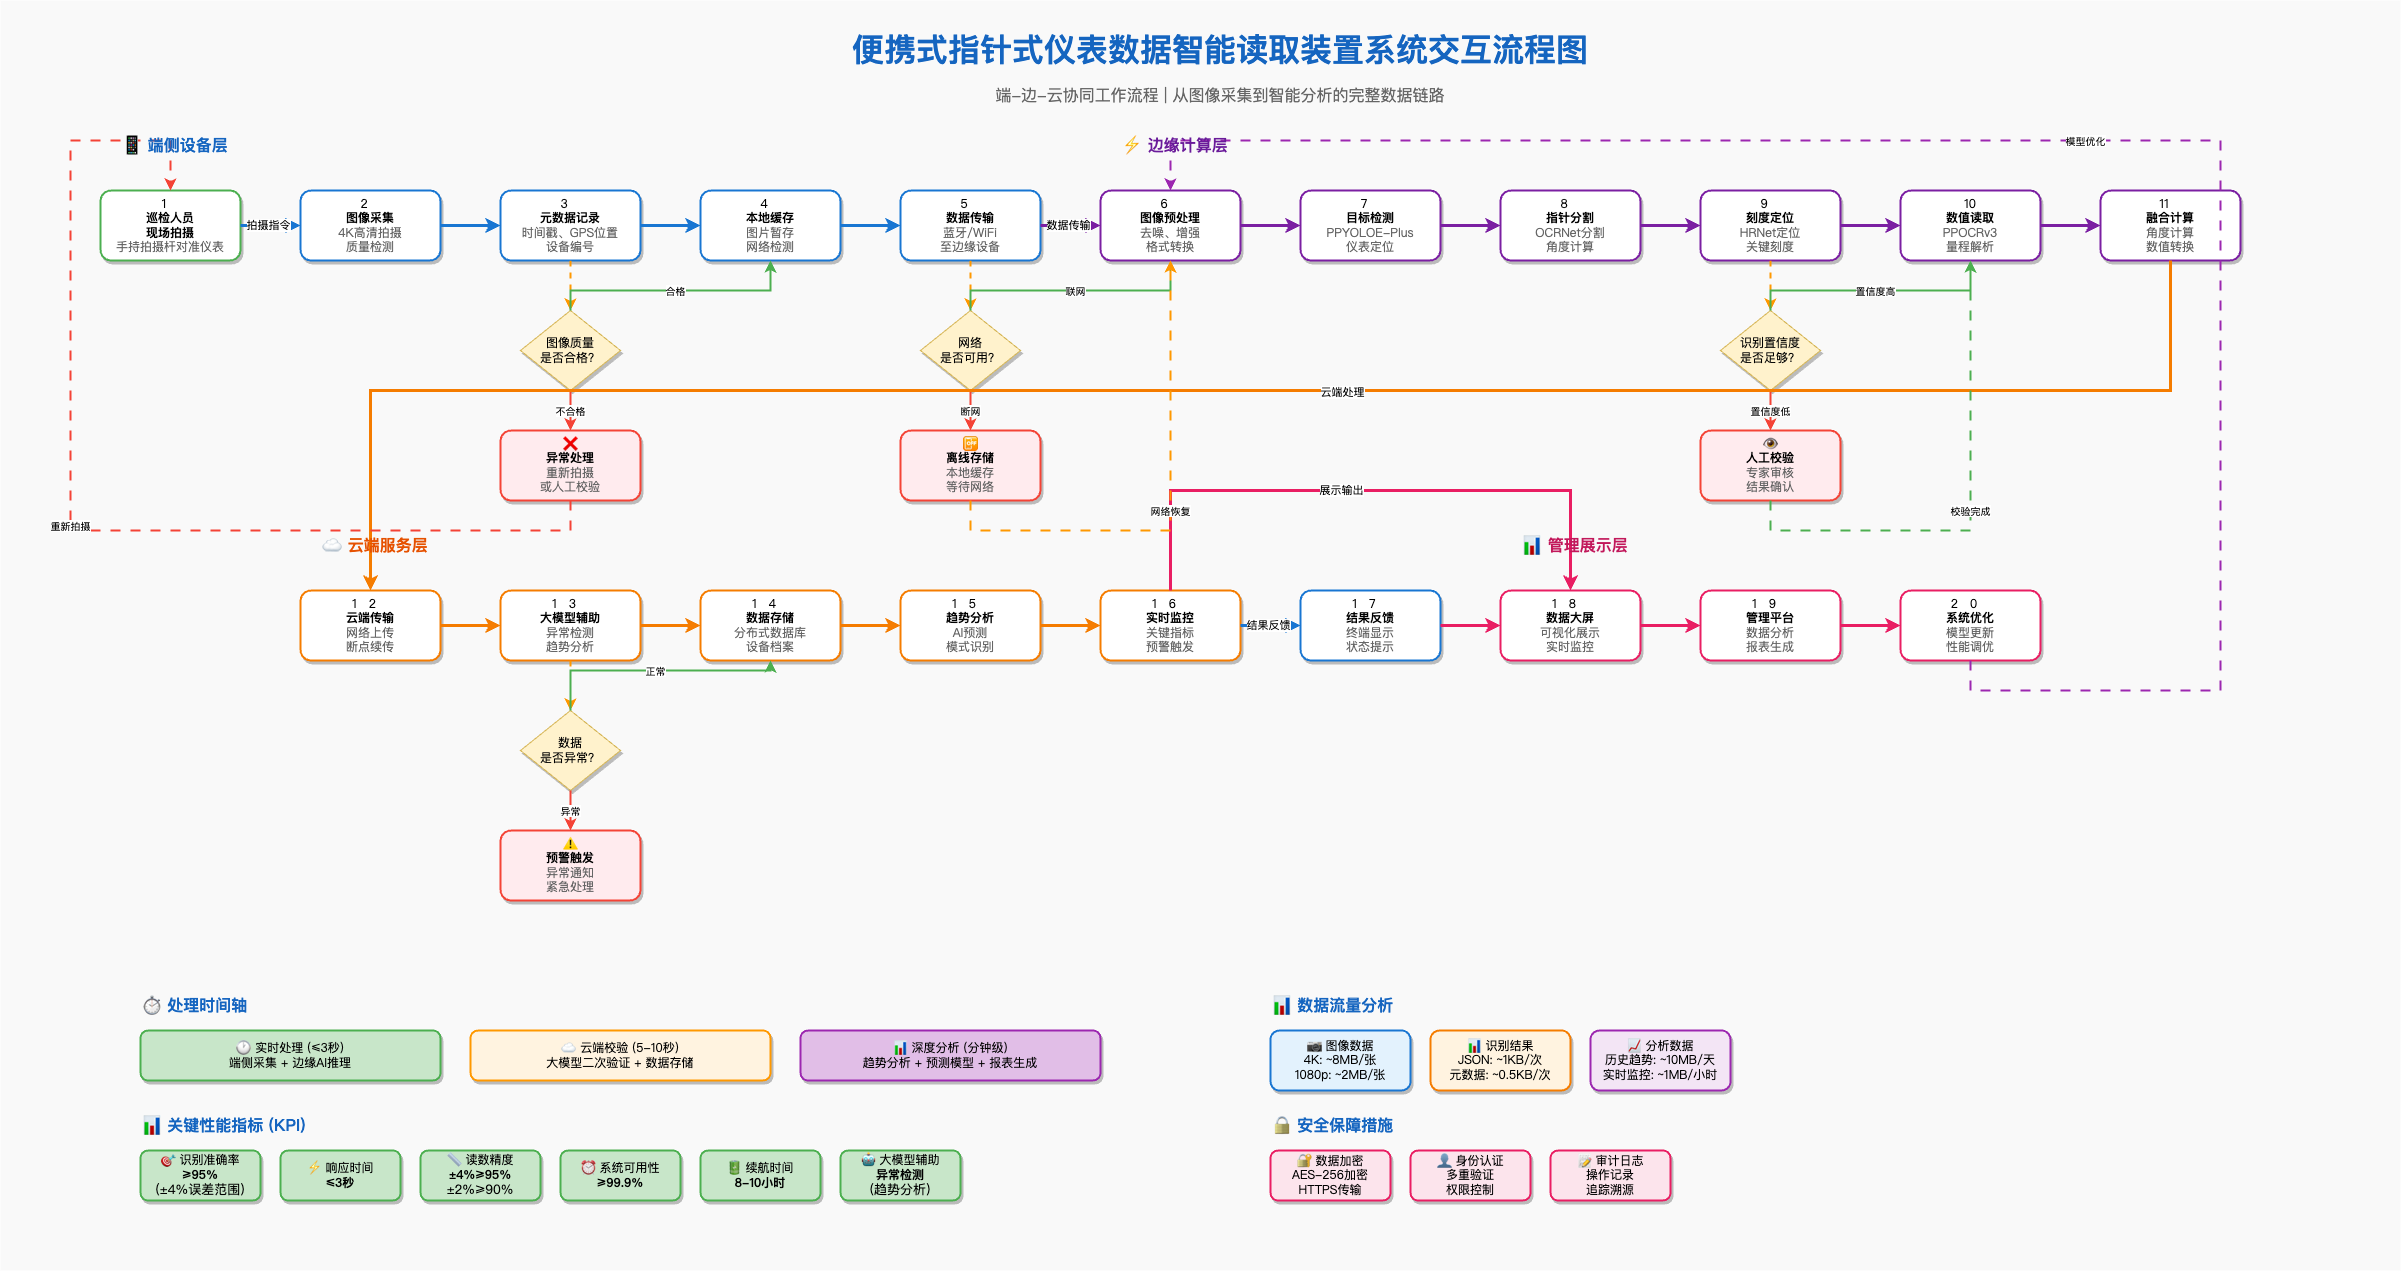 便携式指针式仪表数据智能读取装置系统交互流程图
端-边-云协同工作流程 | 从图像采集到智能分析的完整数据链路
端侧设备层
边缘计算层
模型优化
1
巡检人员
现场拍摄
手持拍摄杆对准仪表
拍摄指令
2
图像采集
4K高清拍摄
质量检测
3
元数据记录
时间戳、GPS位置
设备编号
4
本地缓存
图片暂存
网络检测
5
数据传输
蓝牙/WiFi
至边缘设备
数据传输
6
图像预处理
去噪、增强
格式转换
7
目标检测
PPYOLOE-Plus
仪表定位
8
指针分割
OCRNet分割
角度计算
9
刻度定位
HRNet定位
关键刻度
10
数值读取
PPOCRv3
量程解析
11
融合计算
角度计算
数值转换
合格
联网
置信度高
图像质量
是否合格?
网络
是否可用?
识别置信度
是否足够?
云端处理
不合格
断网
置信度低
异常处理
重新拍摄
或人工校验
OFF
离线存储
本地缓存
等待网络
人工校验
专家审核
结果确认
展示输出
重新拍摄
网络恢复
校验完成
云端服务层
管理展示层
1 2
云端传输
网络上传
断点续传
1 3
大模型辅助
异常检测
趋势分析
1 4
数据存储
分布式数据库
设备档案
1 5
趋势分析
AI预测
模式识别
1 6
实时监控
关键指标
预警触发
结果反馈
1 7
结果反馈
终端显示
状态提示
1 8
数据大屏
可视化展示
实时监控
1 9
管理平台
数据分析
报表生成
2 0
系统优化
模型更新
性能调优
正常
数据
是否异常?
异常
预警触发
异常通知
紧急处理
处理时间轴
实时处理 (≤3秒)
端侧采集 + 边缘AI推理
云端校验 (5-10秒)
大模型二次验证 + 数据存储
深度分析 (分钟级)
趋势分析 + 预测模型 + 报表生成
数据流量分析
图像数据
4K: ~8MB/张
1080p: ~2MB/张
识别结果
JSON: ~1KB/次
元数据: ~0.5KB/次
分析数据
历史趋势: ~10MB/天
实时监控: ~1MB/小时
关键性能指标 (KPI)
识别准确率
≥95%
(±4%误差范围)
响应时间
≤3秒
读数精度
±4%≥95%
±2%≥90%
系统可用性
≥99.9%
续航时间
8-10小时
大模型辅助
异常检测
(趋势分析)
安全保障措施
数据加密
AES-256加密
HTTPS传输
身份认证
多重验证
权限控制
审计日志
操作记录
追踪溯源